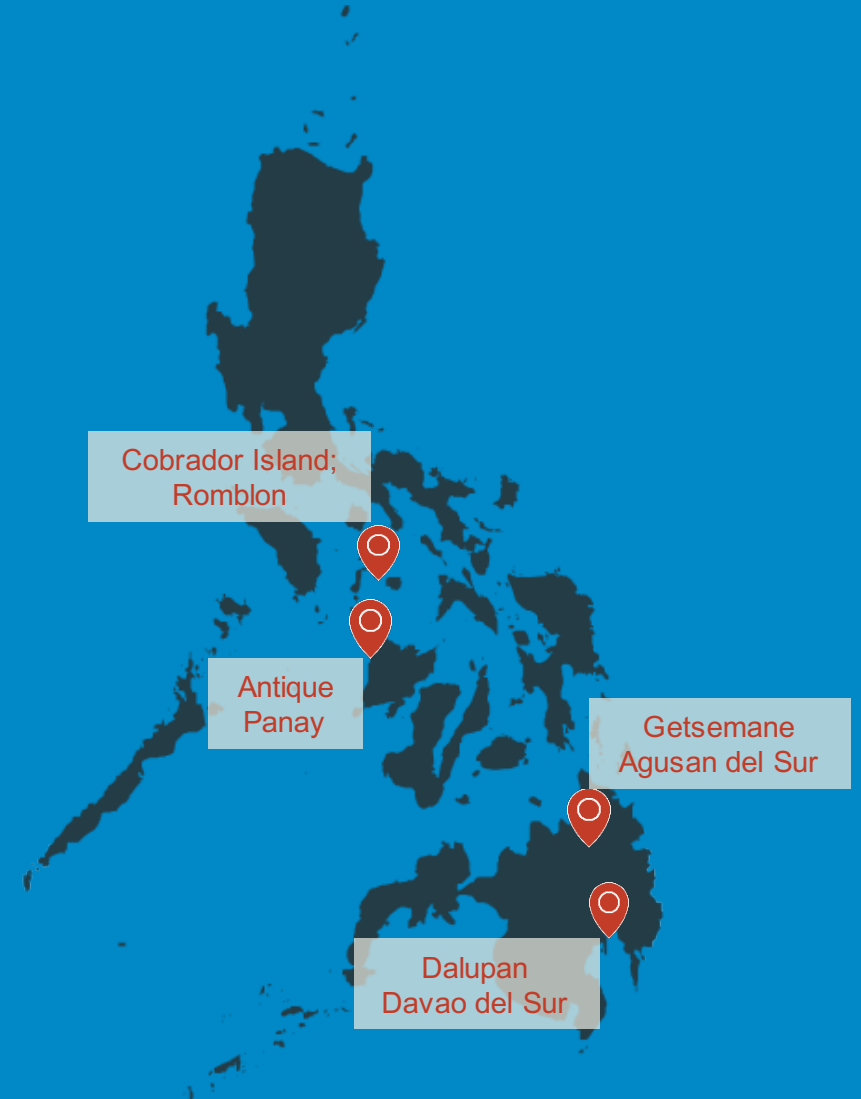 Cobrador Island;
Romblon
Antique
Panay
Getsemane
Agusan del Sur
Dalupan
Davao del Sur